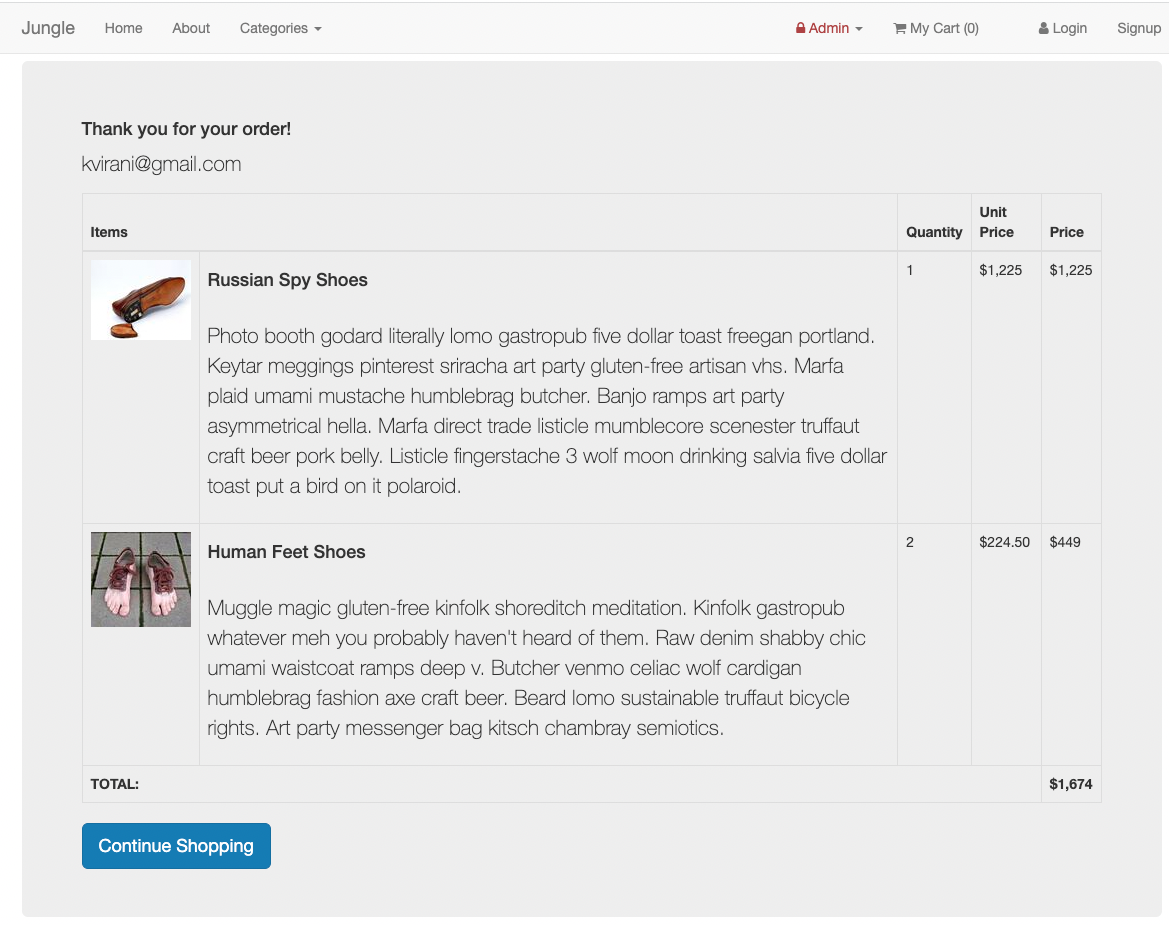 Jungle Home About Categories Admin My Cart (0) Login Signup
Thank you for your order!
kvirani@gmail.com
Items Quantity Unit Price Price
Russian Spy Shoes 1 $1,225 $1,225
Photo booth godard literally lomo gastropub five dollar toast freegan portland.
Keytar meggings pinterest sriracha art party gluten-free artisan vhs. Marfa
plaid umami mustache humblebrag butcher. Banjo ramps art party
asymmetrical hella. Marfa direct trade listicle mumblecore scenester truffaut
craft beer pork belly. Listicle fingerstache 3 wolf moon drinking salvia five dollar
toast put a bird on it polaroid.
Human Feet Shoes 2 $224.50 $449
Muggle magic gluten-free kinfolk shoreditch meditation. Kinfolk gastropub
whatever meh you probably haven't heard of them. Raw denim shabby chic
umami waistcoat ramps deep v. Butcher venmo celiac wolf cardigan
humblebrag fashion axe craft beer. Beard lomo sustainable truffaut bicycle
rights. Art party messenger bag kitsch chambray semiotics.
TOTAL: $1,674
Continue Shopping